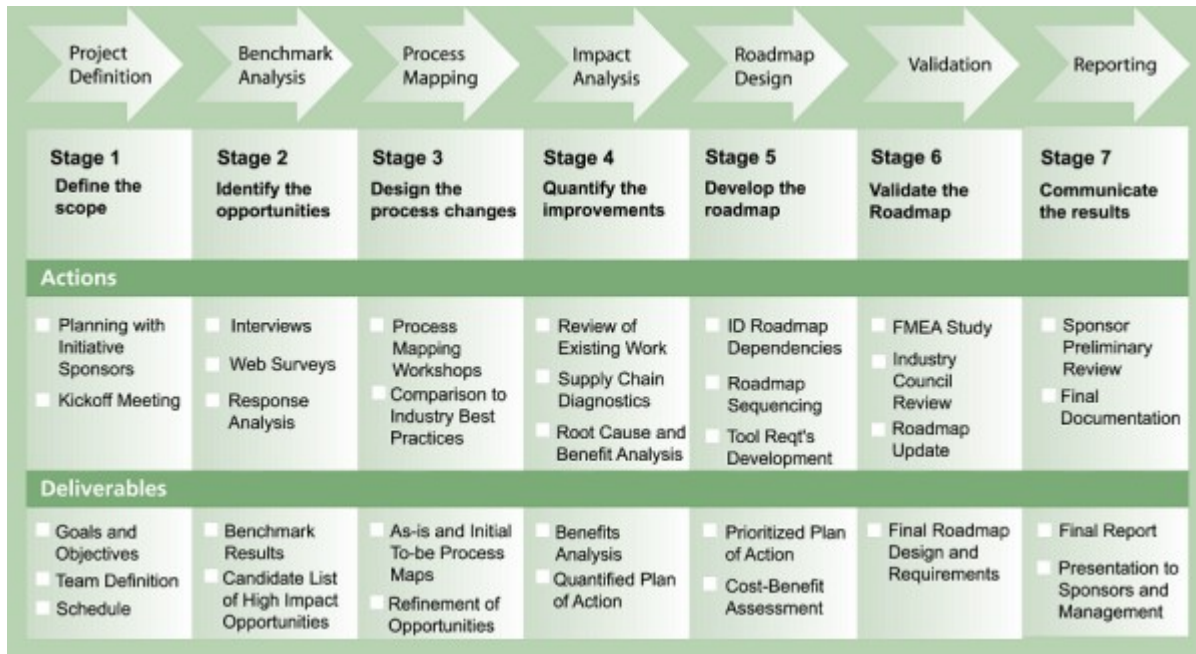 Project
Definition
Benchmark
Analysis
Process
Mapping
Impact
Analysis
Roadmap
Design
Validation
Reporting
Stage 1
Define the
scope
Stage 2
Identify the
opportunities
Stage 3
Design the
process changes
Stage 4
Quantify the
improvements
Stage 5
Develop the
roadmap
Stage 6
Validate the
Roadmap
Stage 7
Communicate
the results
Actions
Planning with
Initiative
Sponsors
Kickoff Meeting
Interviews
Web Surveys
Response
Analysis
Process
Mapping
Workshops
Comparison to
Industry Best
Practices
Review of
Existing Work
Supply Chain
Diagnostics
Root Cause and
Benefit Analysis
ID Roadmap
Dependencies
Roadmap
Sequencing
Tool Reqt's
Development
FMEA Study
Industry
Council
Review
Roadmap
Update
Sponsor
Preliminary
Review
Final
Documentation
Deliverables
Goals and
Objectives
Team Definition
Schedule
Benchmark
Results
Candidate List
of High Impact
Opportunities
As-is and Initial
To-be Process
Maps
Refinement of
Opportunities
Benefits
Analysis
Quantified Plan
of Action
Prioritized Plan
of Action
Cost-Benefit
Assessment
Final Roadmap
Design and
Requirements
Final Report
Presentation to
Sponsors and
Management